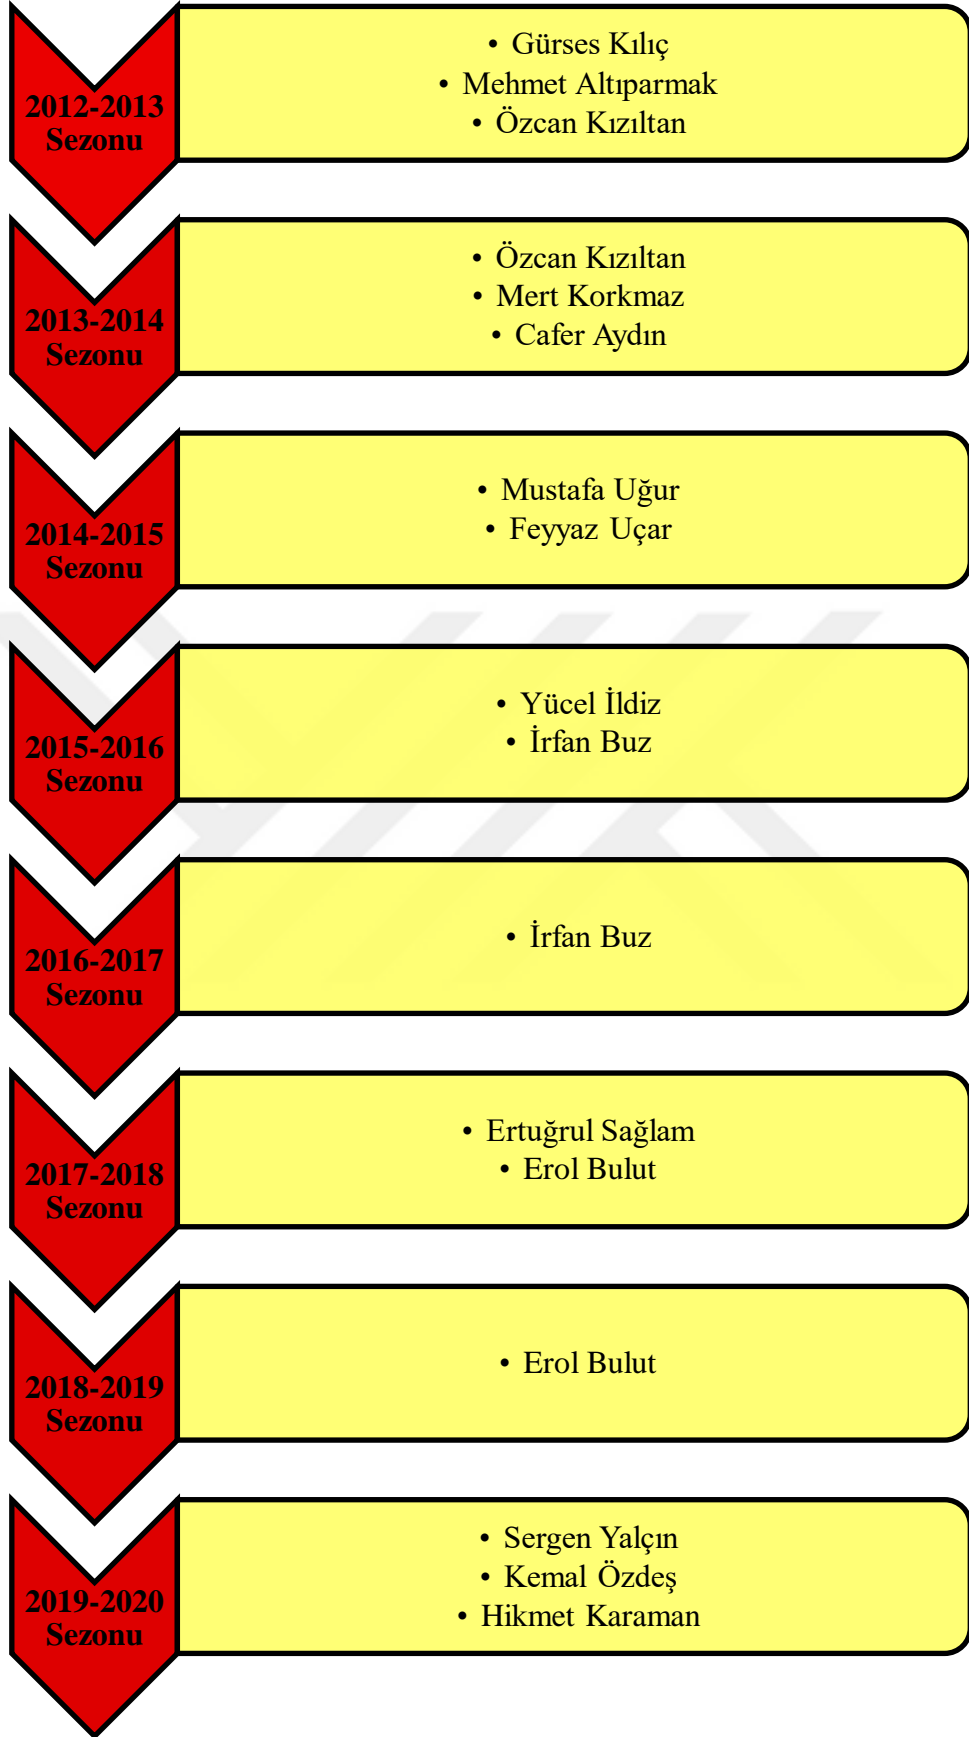 2012-2013
Sezonu
• Gürses Kılıç
• Mehmet Altıparmak
• Özcan Kızıltan
2013-2014
Sezonu
• Özcan Kızıltan
• Mert Korkmaz
• Cafer Aydın
2014-2015
Sezonu
• Mustafa Uğur
• Feyyaz Uçar
2015-2016
Sezonu
• Yücel İldiz
• İrfan Buz
2016-2017
Sezonu
• İrfan Buz
2017-2018
Sezonu
• Ertuğrul Sağlam
• Erol Bulut
2018-2019
Sezonu
• Erol Bulut
2019-2020
Sezonu
• Sergen Yalçın
• Kemal Özdeş
• Hikmet Karaman